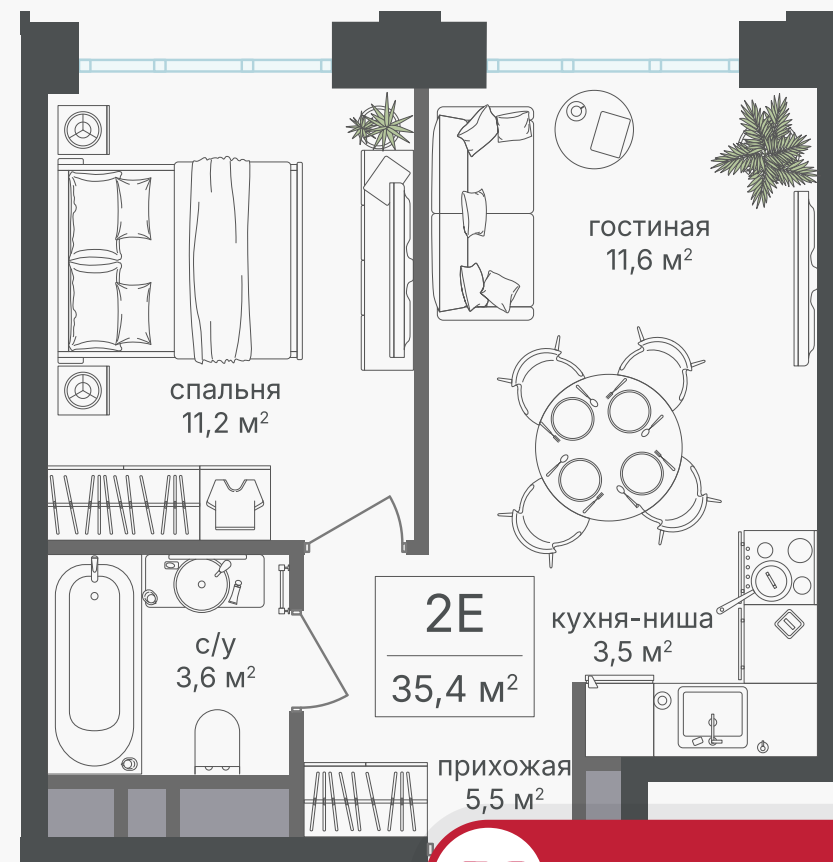 гостиная
11,6 м²
спальня
11,2 м²
2E
35,4 м²
кухня-ниша
3,5 м²
с/у
3,6 м²
прихожая
5,5 м²